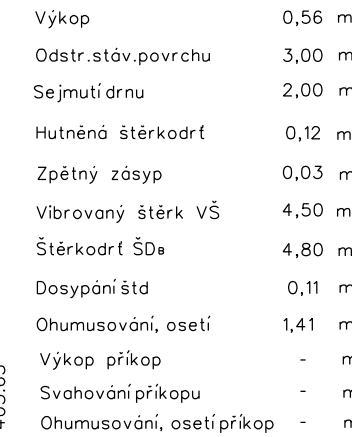 Výkop 0,56 m
Odstr.stáv.povrchu 3,00 m
Sejmutí drnu 2,00 m
Hutněná štěrkodrť 0,12 m
Zpětný zásyp 0,03 m
Vibrovaný štěrk VŠ 4,50 m
Štěrkodrť ŠDB 4,80 m
Dosypání štd 0,11 m
Ohumusování, osetí 1,41 m
Výkop příkop - m
Svahování příkopu - m
Ohumusování, osetí příkop - m